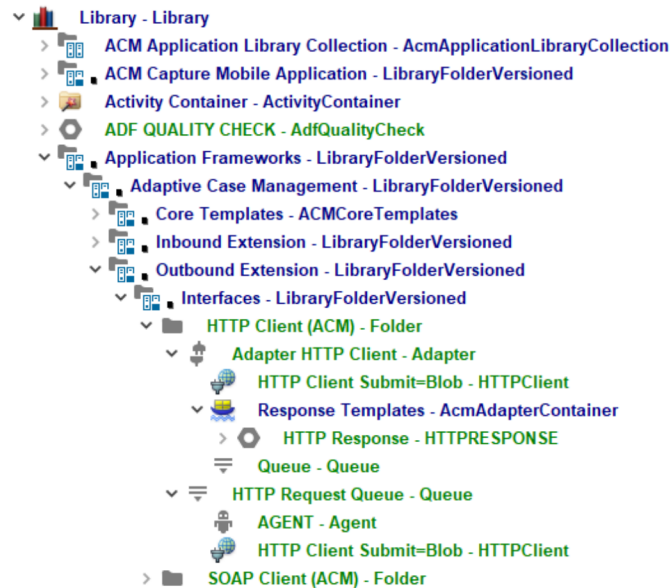 Library - Library
ACM Application Library Collection - AcmApplicationLibraryCollection
ACM Capture Mobile Application - LibraryFolderVersioned
Activity Container - ActivityContainer
ADF QUALITY CHECK - AdfQualityCheck
Application Frameworks - LibraryFolderVersioned
Adaptive Case Management - LibraryFolderVersioned
Core Templates - ACMCoreTemplates
Inbound Extension - LibraryFolderVersioned
Outbound Extension - LibraryFolderVersioned
Interfaces - LibraryFolderVersioned
HTTP Client (ACM) - Folder
Adapter HTTP Client - Adapter
HTTP Client Submit=Blob - HTTPClient
Response Templates - AcmAdapterContainer
HTTP Response - HTTPRESPONSE
Queue - Queue
HTTP Request Queue - Queue
AGENT - Agent
HTTP Client Submit=Blob - HTTPClient
SOAP Client (ACM) - Folder